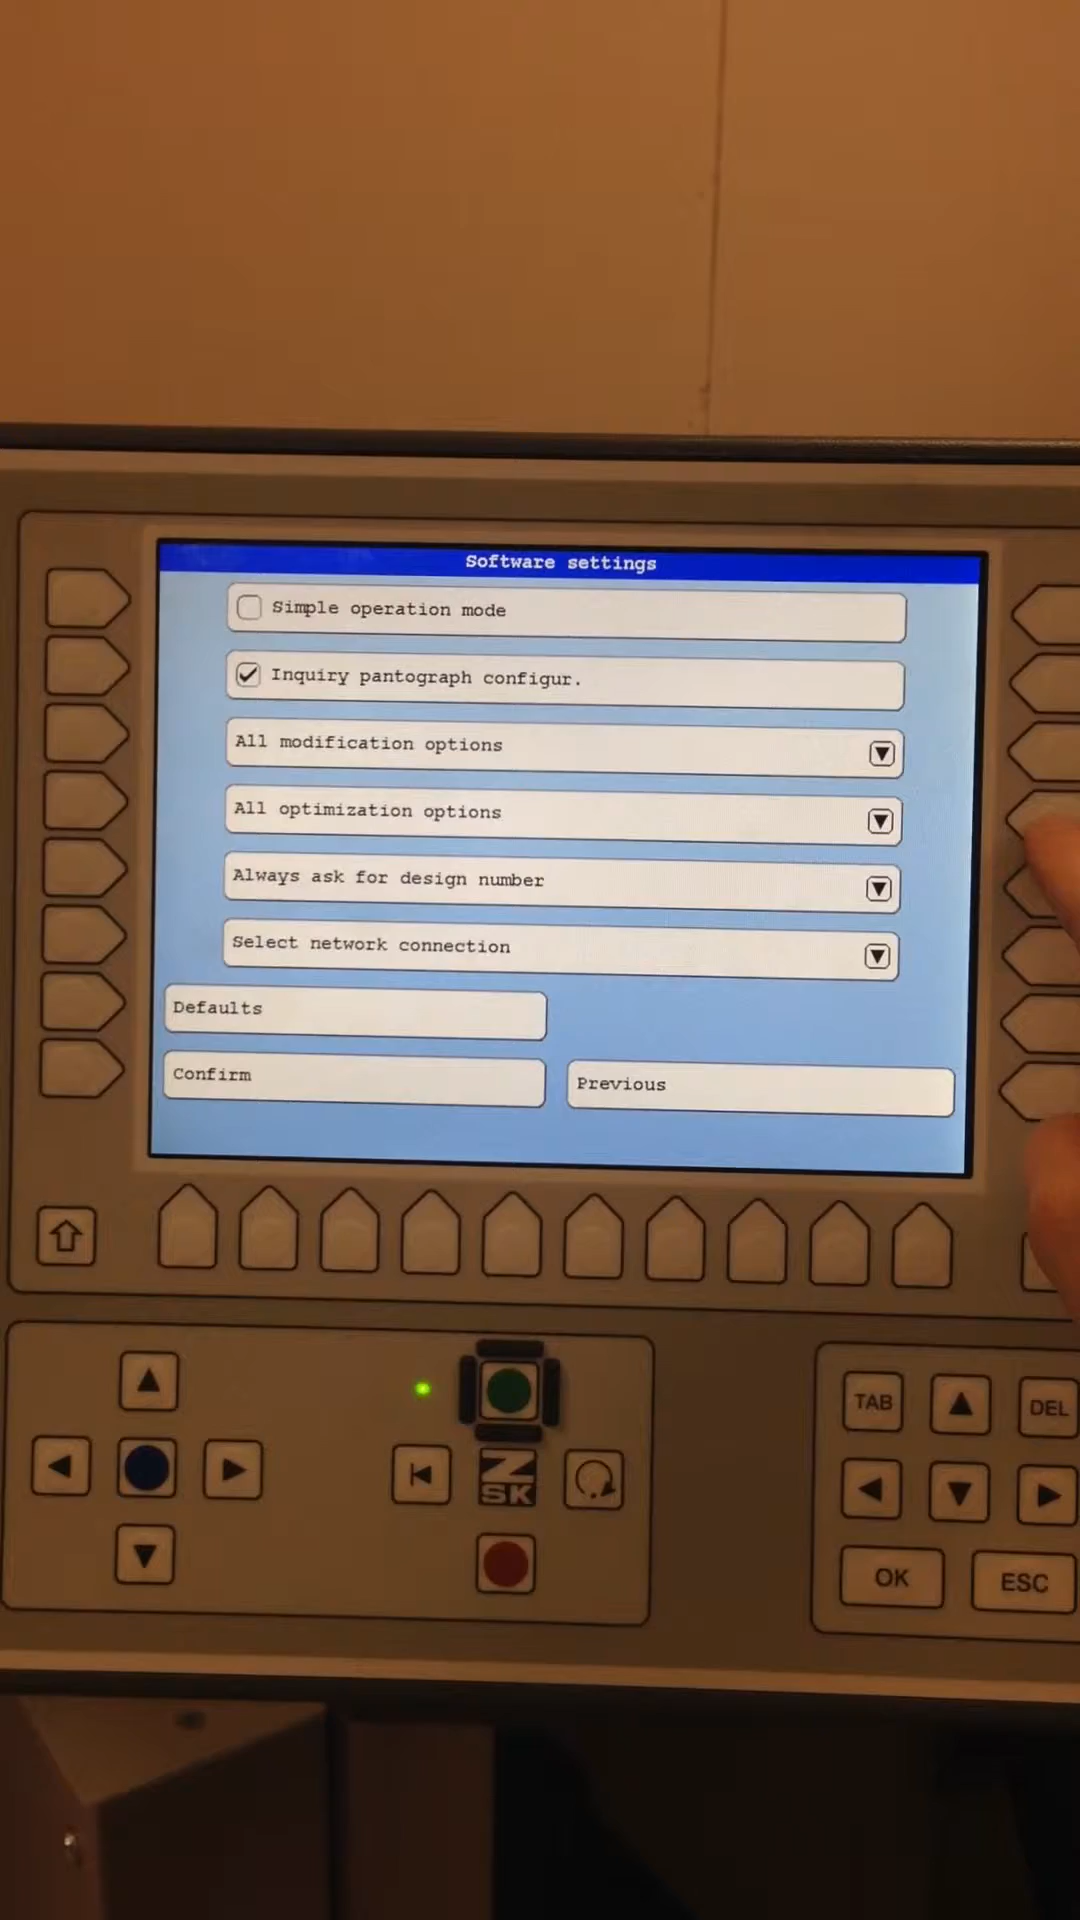 Software settings
Simple operation mode
Inquiry pantograph configur.
All modification options
All optimization options
Always ask for design number
Select network connection
Defaults
Confirm
Previous
TAB
DEL
ZSK
OK
ESC